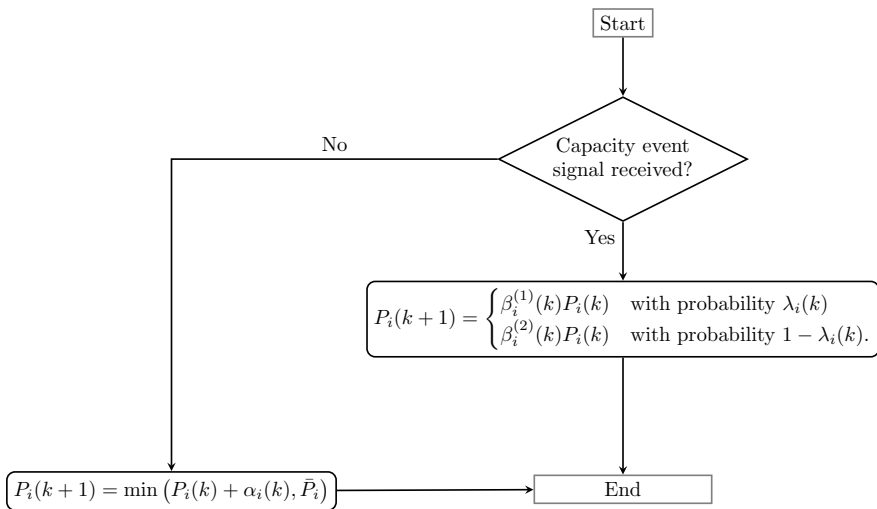 Start
Capacity event
signal received?
No
Yes
P_i(k + 1) = { β_i^{(1)}(k)P_i(k) with probability λ_i(k)
β_i^{(2)}(k)P_i(k) with probability 1 − λ_i(k).
P_i(k + 1) = min (P_i(k) + α_i(k), P̄_i)
End